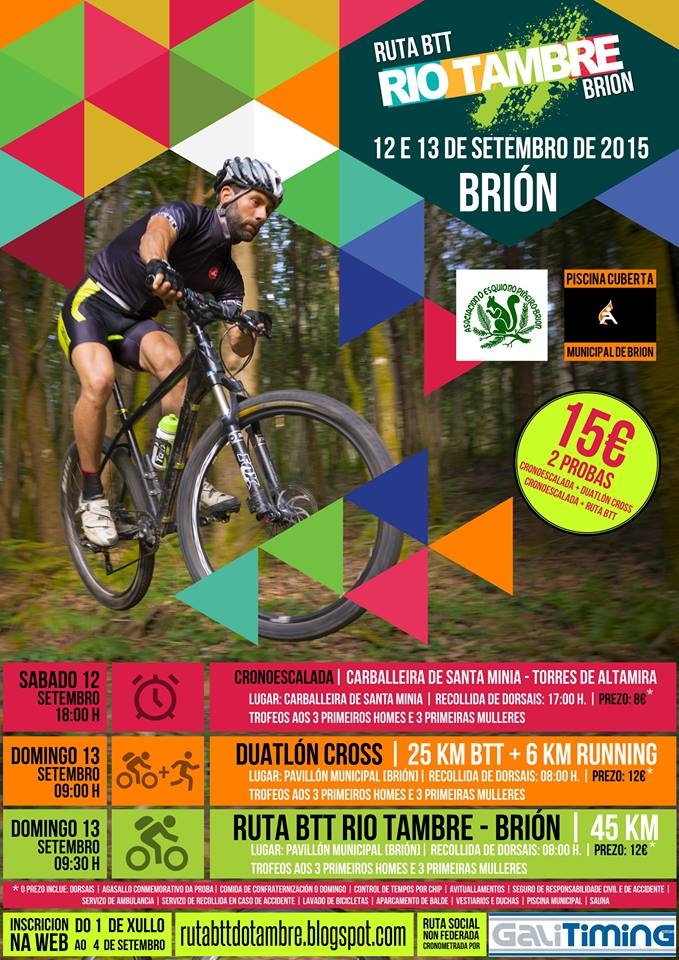 RUTA BTT
RIO TAMBRE
BRION
12 E 13 DE SETEMBRO DE 2015
BRIÓN
ASOCIACION O ESQUIO DO PIÑEIRO-BRION
PISCINA CUBERTA
MUNICIPAL DE BRION
15€
2 PROBAS
CRONOESCALADA + DUATLÓN CROSS
CRONOESCALADA + RUTA BTT
FOX
SABADO 12
SETEMBRO
18:00 H
CRONOESCALADA | CARBALLEIRA DE SANTA MINIA - TORRES DE ALTAMIRA
LUGAR: CARBALLEIRA DE SANTA MINIA | RECOLLIDA DE DORSAIS: 17:00 H. | PREZO: 8€*
TROFEOS AOS 3 PRIMEIROS HOMES E 3 PRIMEIRAS MULLERES
DOMINGO 13
SETEMBRO
09:00 H
DUATLÓN CROSS | 25 KM BTT + 6 KM RUNNING
LUGAR: PAVILLÓN MUNICIPAL (BRIÓN) | RECOLLIDA DE DORSAIS: 08:00 H. | PREZO: 12€*
TROFEOS AOS 3 PRIMEIROS HOMES E 3 PRIMEIRAS MULLERES
DOMINGO 13
SETEMBRO
09:30 H
RUTA BTT RIO TAMBRE - BRIÓN | 45 KM
LUGAR: PAVILLÓN MUNICIPAL (BRIÓN) | RECOLLIDA DE DORSAIS: 08:00 H. | PREZO: 12€*
TROFEOS AOS 3 PRIMEIROS HOMES E 3 PRIMEIRAS MULLERES
* O PREZO INCLUE: DORSAIS | AGASALLO CONMEMORATIVO DA PROBA | COMIDA DE CONFRATERNIZACIÓN O DOMINGO | CONTROL DE TEMPOS POR CHIP | AVITUALLAMENTOS | SEGURO DE RESPONSABILIDADE CIVIL E DE ACCIDENTE |
SERVIZO DE AMBULANCIA | SERVIZO DE RECOLLIDA EN CASO DE ACCIDENTE | LAVADO DE BICICLETAS | APARCAMENTO DE BALDE | VESTIARIOS E DUCHAS | PISCINA MUNICIPAL | SAUNA
INSCRICION
NA WEB
DO 1 DE XULLO
AO 4 DE SETEMBRO
rutabttdotambre.blogspot.com
RUTA SOCIAL
NON FEDERADA
CRONOMETRADA POR
GALITIMING